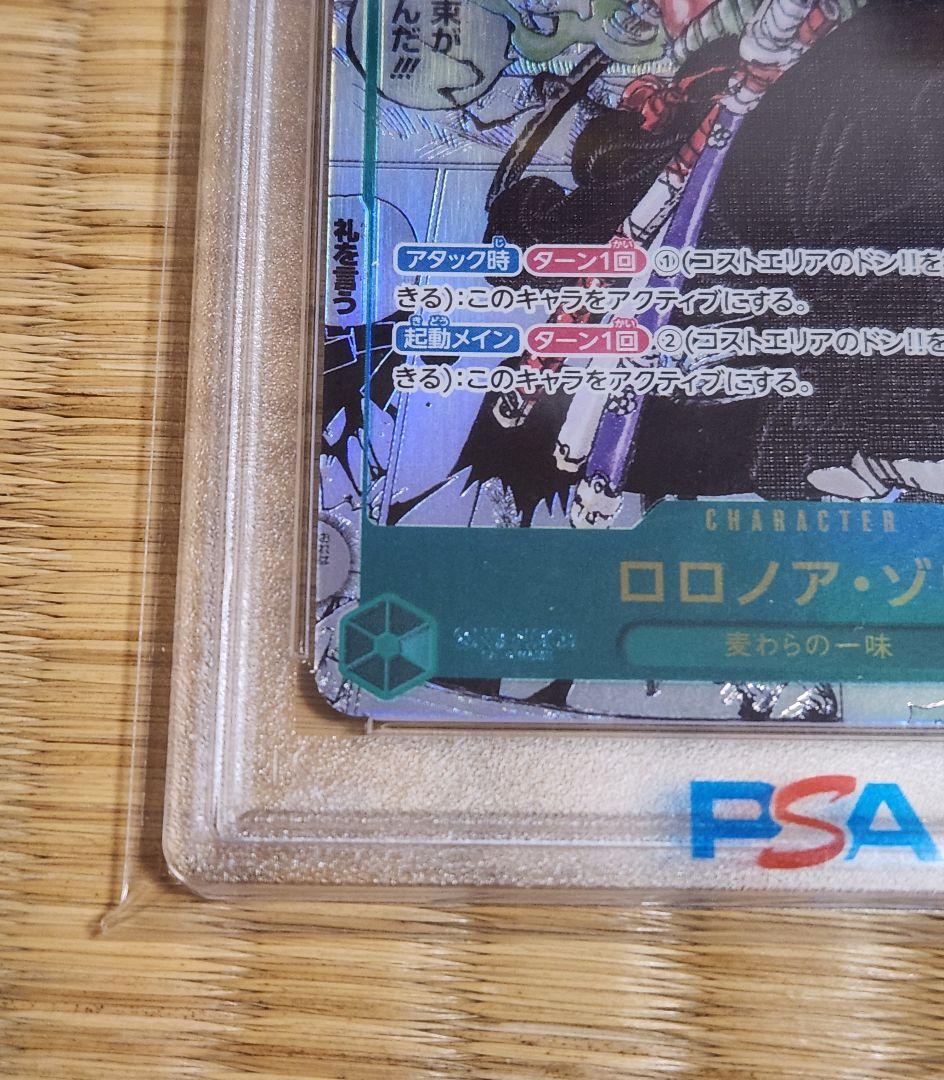 束が
んだ!!!
礼を言う
アタック時 ターン1回 ①(コストエリアのドン!!を
きる):このキャラをアクティブにする。
起動メイン ターン1回 ②(コストエリアのドン!!を
きる):このキャラをアクティブにする。
おれは
CHARACTER
ロロノア・ゾ
麦わらの一味
PSA